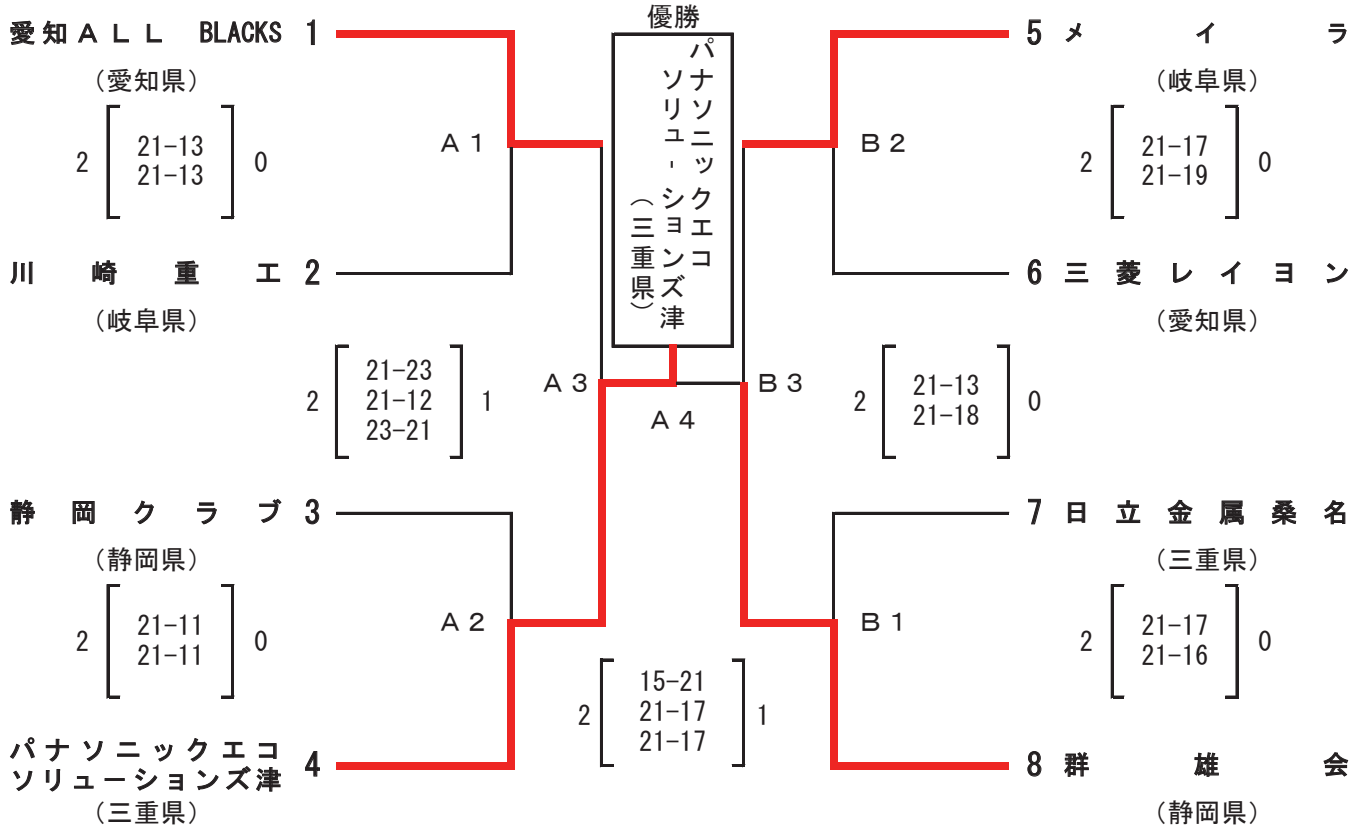 優勝
パナソニックエコ
ソリューションズ津
（三重県）
愛知ＡＬＬ BLACKS 1
（愛知県）
2 21-13 0
21-13
A1
川崎重工 2
（岐阜県）
2 21-23 1
21-12
23-21
A3
静岡クラブ 3
（静岡県）
2 21-11 0
21-11
A2
パナソニックエコ
ソリューションズ津 4
（三重県）
A4
2 15-21 1
21-17
21-17
5 メイラ
（岐阜県）
B2
2 21-17 0
21-19
6 三菱レイヨン
（愛知県）
B3
2 21-13 0
21-18
7 日立金属桑名
（三重県）
B1
2 21-17 0
21-16
8 群雄会
（静岡県）